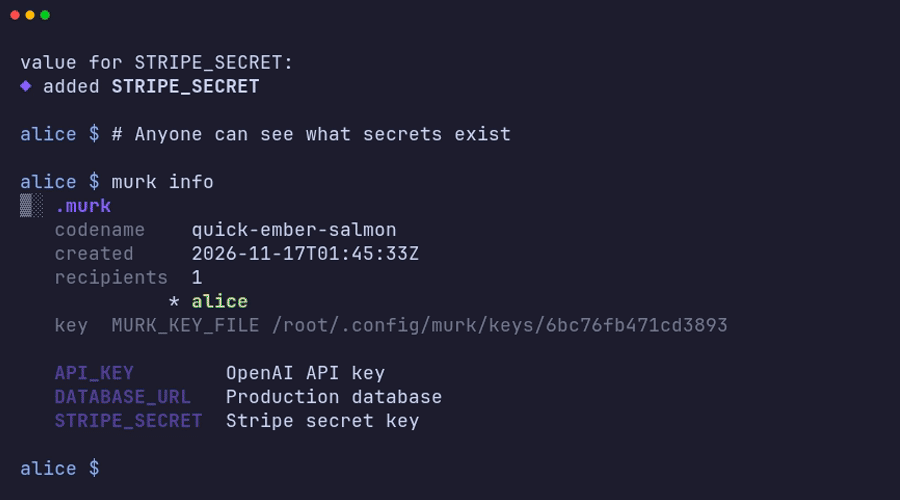 value for STRIPE_SECRET:
◆ added STRIPE_SECRET
alice $ # Anyone can see what secrets exist
alice $ murk info
▓░ .murk
codename quick-ember-salmon
created 2026-11-17T01:45:33Z
recipients 1
* alice
key MURK_KEY_FILE /root/.config/murk/keys/6bc76fb471cd3893
API_KEY OpenAI API key
DATABASE_URL Production database
STRIPE_SECRET Stripe secret key
alice $